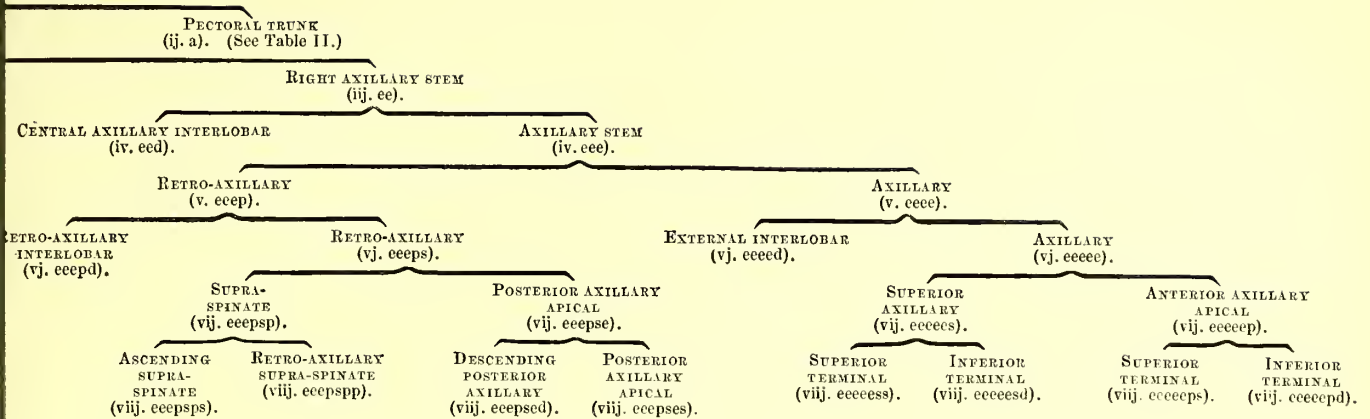 PECTORAL TRUNK
(ij. a). (See Table II.)
RIGHT AXILLARY STEM
(iij. ee).
CENTRAL AXILLARY INTERLOBAR
(iv. eed).
AXILLARY STEM
(iv. eee).
RETRO-AXILLARY
(v. eeep).
AXILLARY
(v. eeee).
ETRO-AXILLARY
-INTERLOBAR
(vj. eeepd).
RETRO-AXILLARY
(vj. eeeps).
EXTERNAL INTERLOBAR
(vj. eeeed).
AXILLARY
(vj. eeeee).
SUPRA-
SPINATE
(vij. eeepsp).
POSTERIOR AXILLARY
APICAL
(vij. eeepse).
SUPERIOR
AXILLARY
(vij. eeeees).
ANTERIOR AXILLARY
APICAL
(vij. eeeeep).
ASCENDING
SUPRA-
SPINATE
(viij. eeepsps).
RETRO-AXILLARY
SUPRA-SPINATE
(viij. eeepspp).
DESCENDING
POSTERIOR
AXILLARY
(viij. eeepsed).
POSTERIOR
AXILLARY
APICAL
(viij. eeepses).
SUPERIOR
TERMINAL
(viij. eeeeess).
INFERIOR
TERMINAL
(viij. eeeeesd).
SUPERIOR
TERMINAL
(viij. eeeeeps).
INFERIOR
TERMINAL
(viij. eeeeepd).